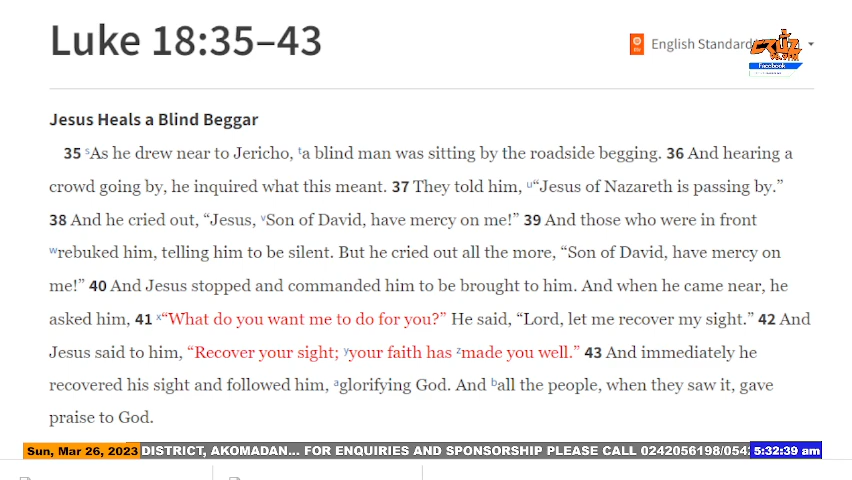 Luke 18:35–43
English Standard
CRUZ
Facebook
Jesus Heals a Blind Beggar
35 sAs he drew near to Jericho, ta blind man was sitting by the roadside begging. 36 And hearing a
crowd going by, he inquired what this meant. 37 They told him, u“Jesus of Nazareth is passing by.”
38 And he cried out, “Jesus, vSon of David, have mercy on me!” 39 And those who were in front
wrebuked him, telling him to be silent. But he cried out all the more, “Son of David, have mercy on
me!” 40 And Jesus stopped and commanded him to be brought to him. And when he came near, he
asked him, 41 x“What do you want me to do for you?” He said, “Lord, let me recover my sight.” 42 And
Jesus said to him, “Recover your sight; yyour faith has zmade you well.” 43 And immediately he
recovered his sight and followed him, aglorifying God. And ball the people, when they saw it, gave
praise to God.
Sun, Mar 26, 2023 DISTRICT, AKOMADAN... FOR ENQUIRIES AND SPONSORSHIP PLEASE CALL 0242056198/054 5:32:39 am